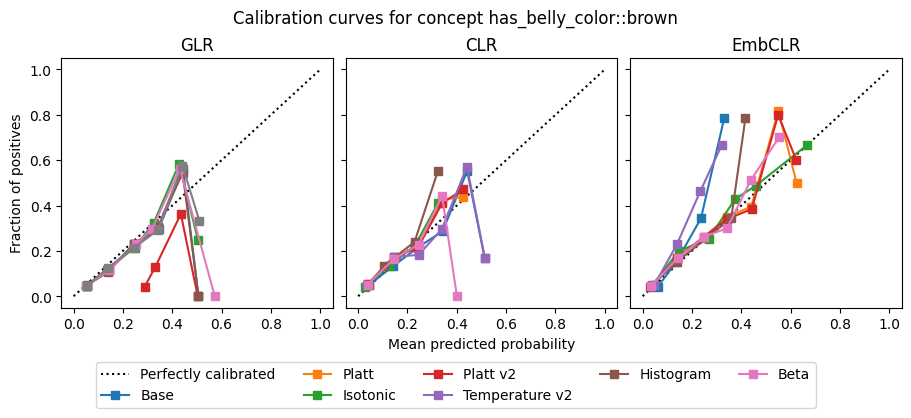 Calibration curves for concept has_belly_color::brown
GLR
CLR
EmbCLR
Fraction of positives
1.0
0.8
0.6
0.4
0.2
0.0
0.0 0.2 0.4 0.6 0.8 1.0
0.0 0.2 0.4 0.6 0.8 1.0
0.0 0.2 0.4 0.6 0.8 1.0
Mean predicted probability
Perfectly calibrated
Base
Platt
Isotonic
Platt v2
Temperature v2
Histogram
Beta